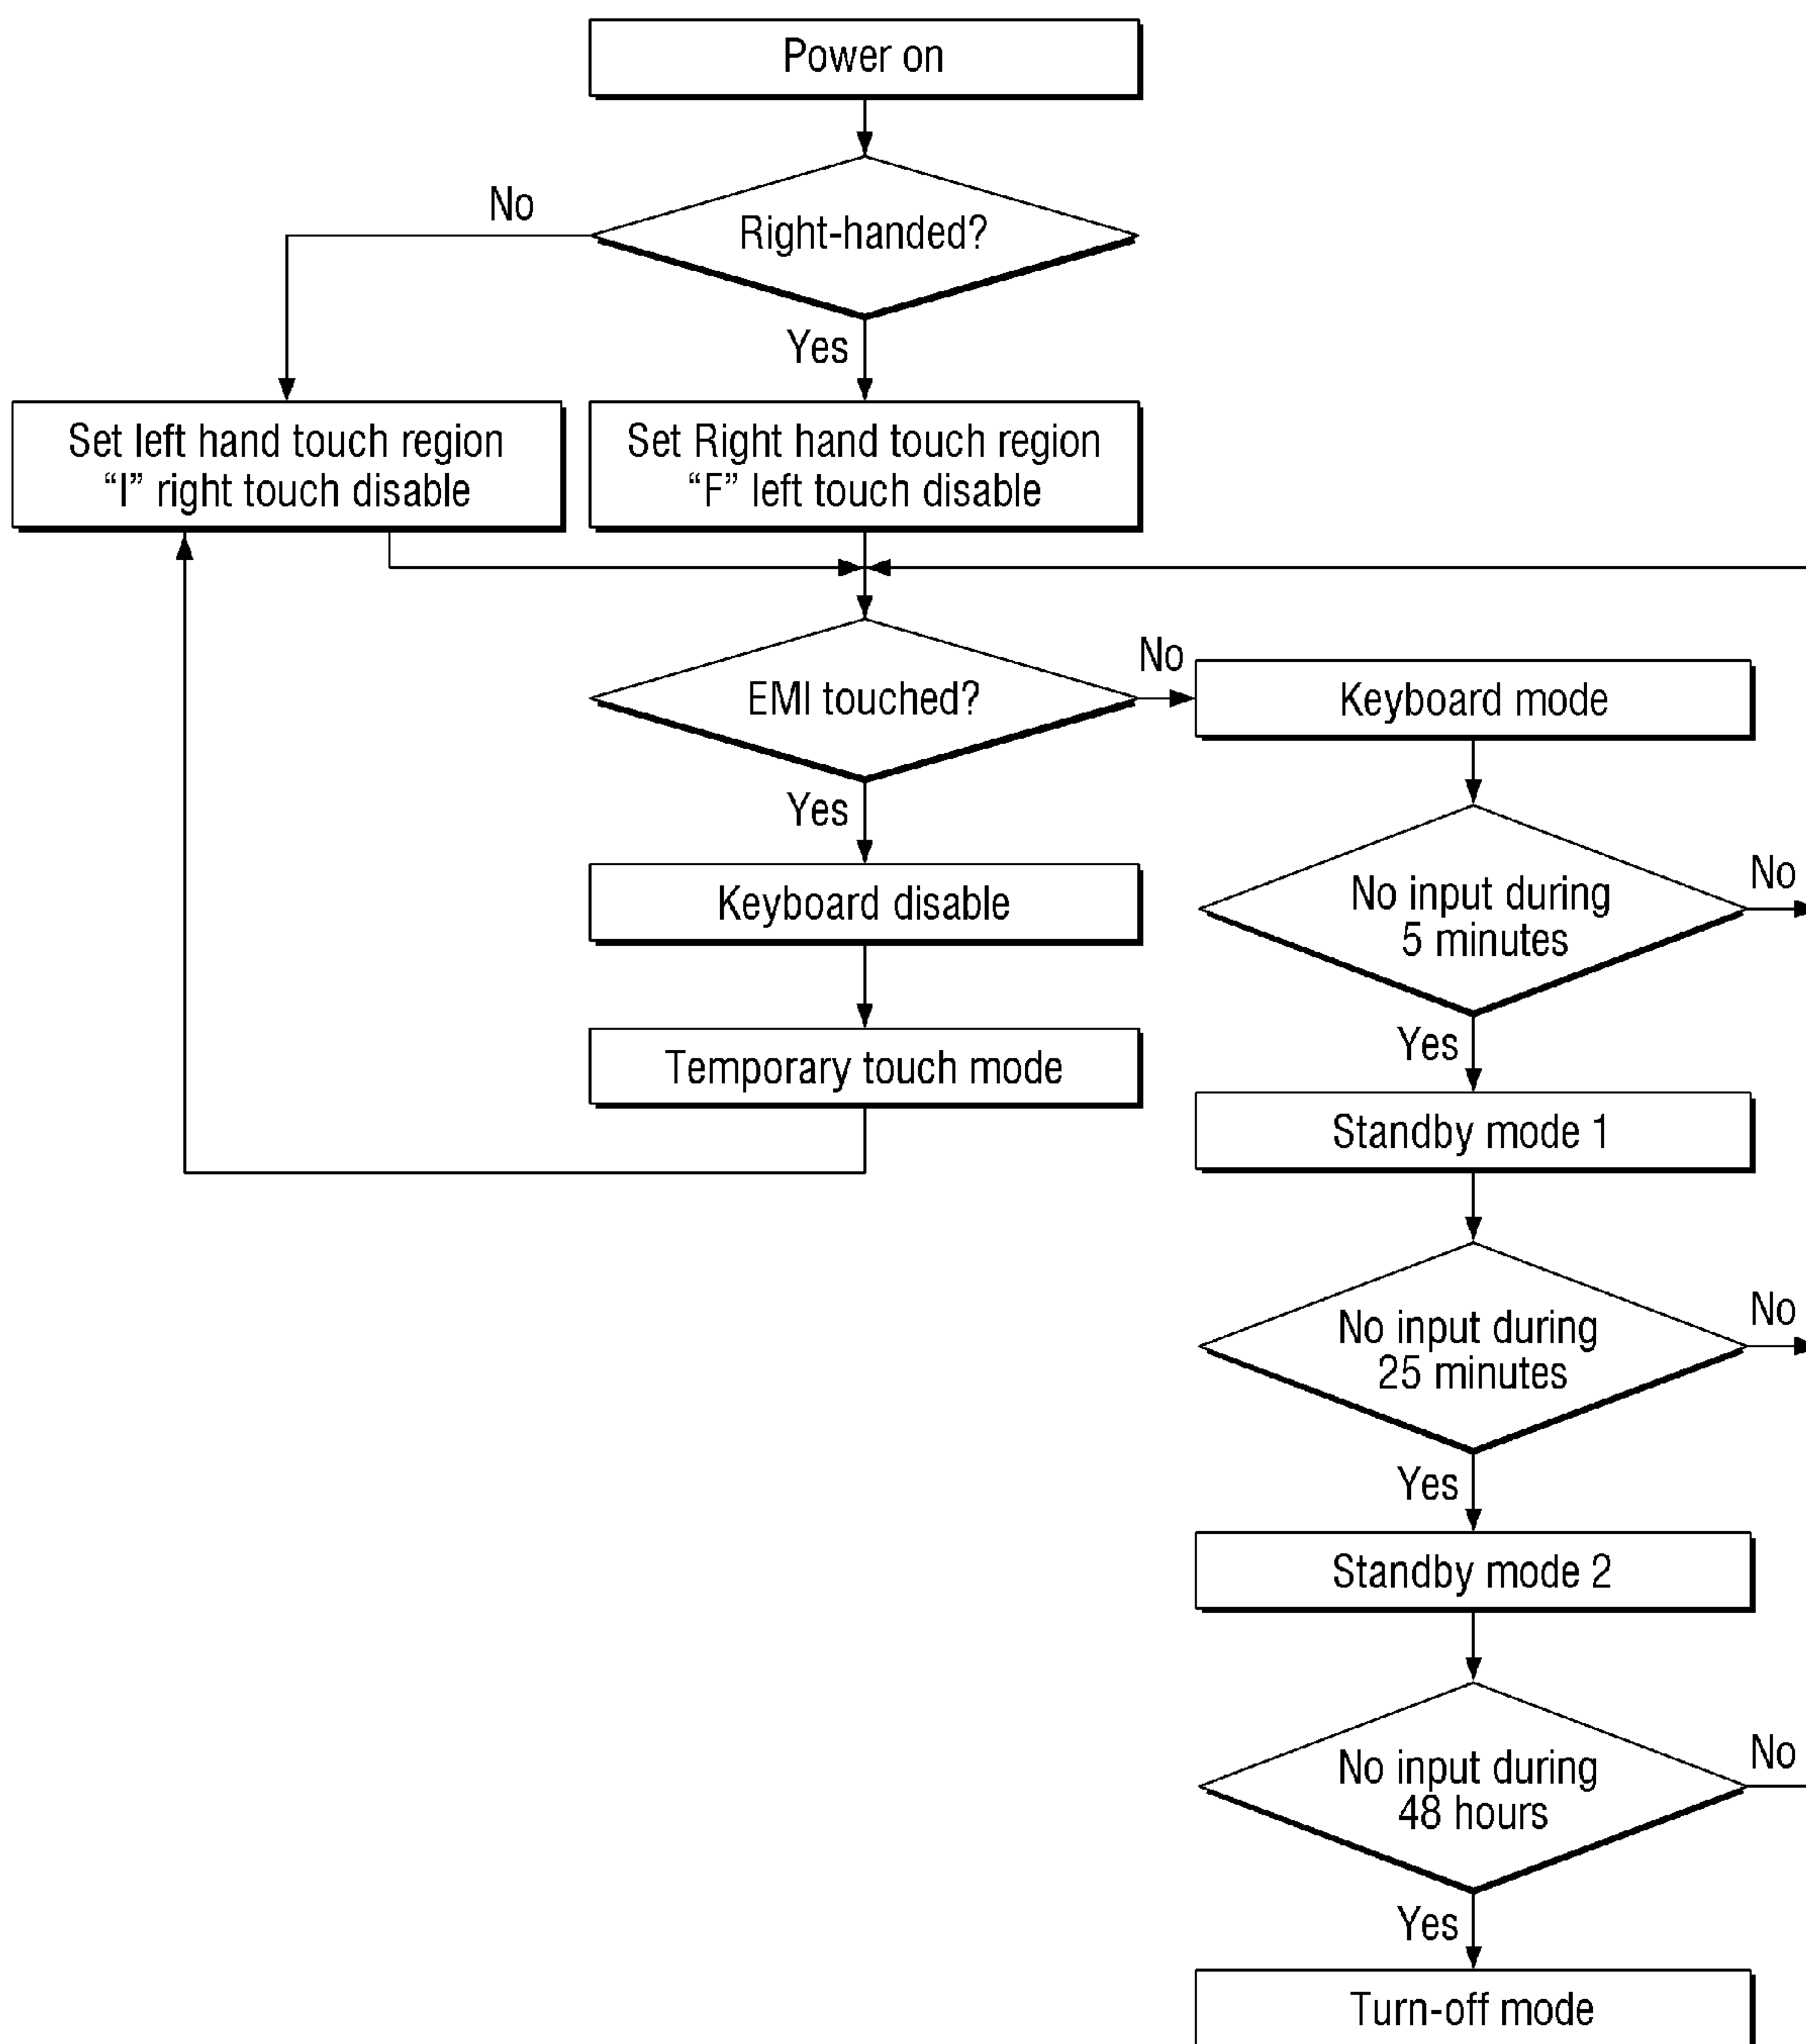 Power on
No
Right-handed?
Yes
Set left hand touch region
“I” right touch disable
Set Right hand touch region
“F” left touch disable
No
EMI touched?
Keyboard mode
Yes
Keyboard disable
No
No input during
5 minutes
Temporary touch mode
Yes
Standby mode 1
No
No input during
25 minutes
Yes
Standby mode 2
No
No input during
48 hours
Yes
Turn-off mode